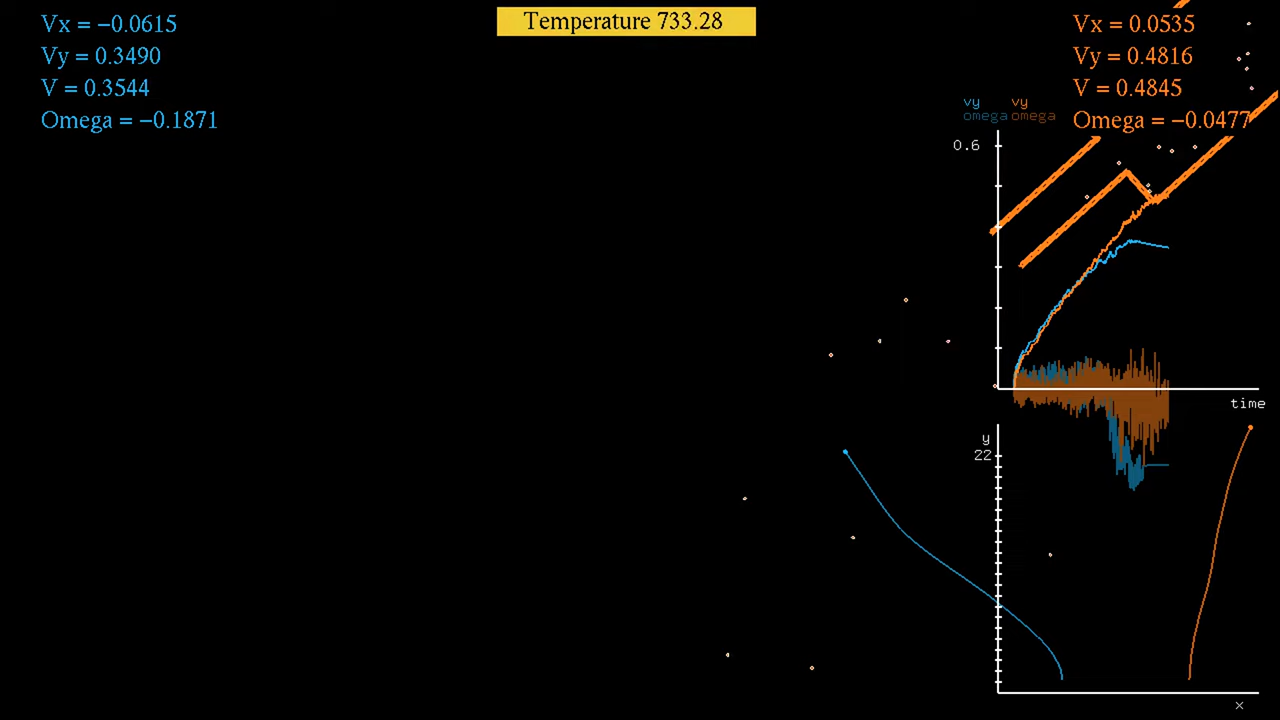 Vx = −0.0615
Vy = 0.3490
V = 0.3544
Omega = −0.1871
Temperature 733.28
Vx = 0.0535
Vy = 0.4816
V = 0.4845
Omega = −0.0477
vy vy
omega omega
0.6
time
y
22
x